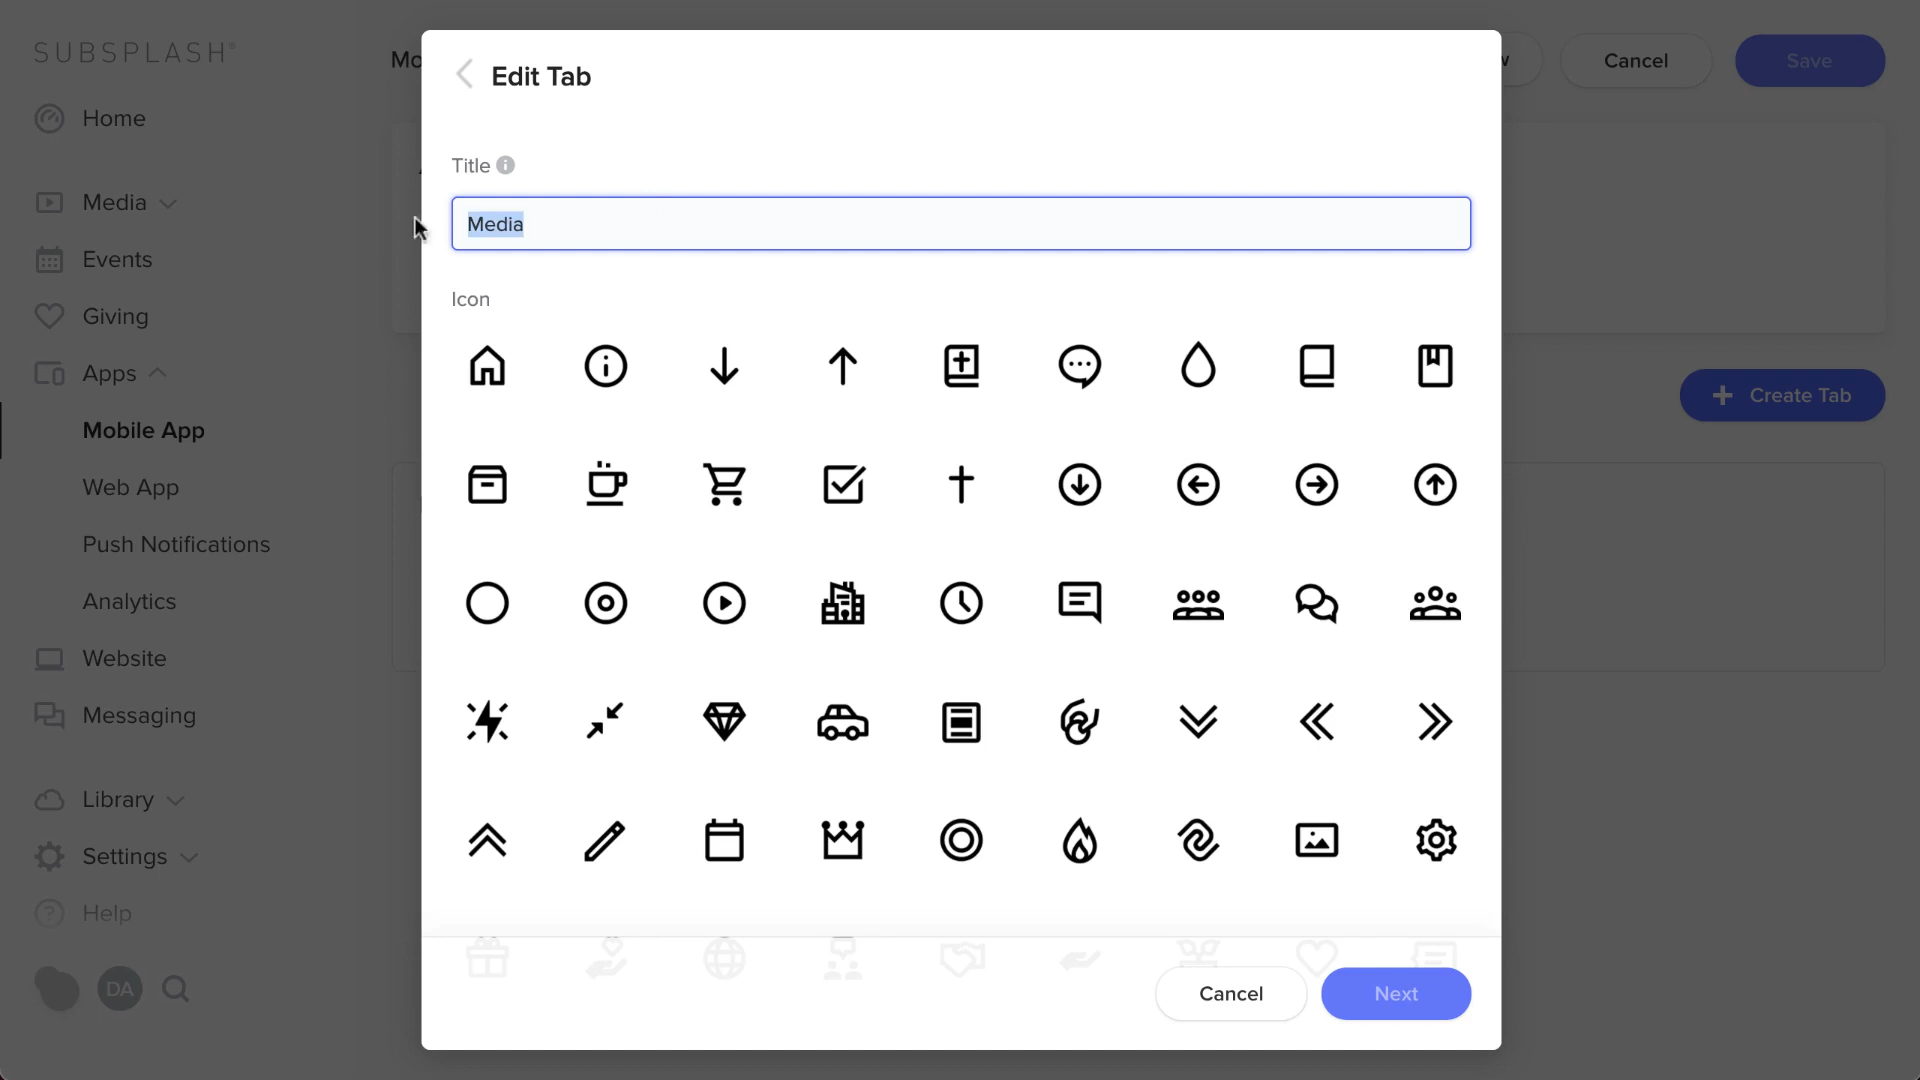 SUBSPLASH®
Home
Media
Events
Giving
Apps
Mobile App
Web App
Push Notifications
Analytics
Website
Messaging
Library
Settings
Help
DA
Edit Tab
Title
Media
Icon
Cancel
Next
Cancel
Save
Create Tab